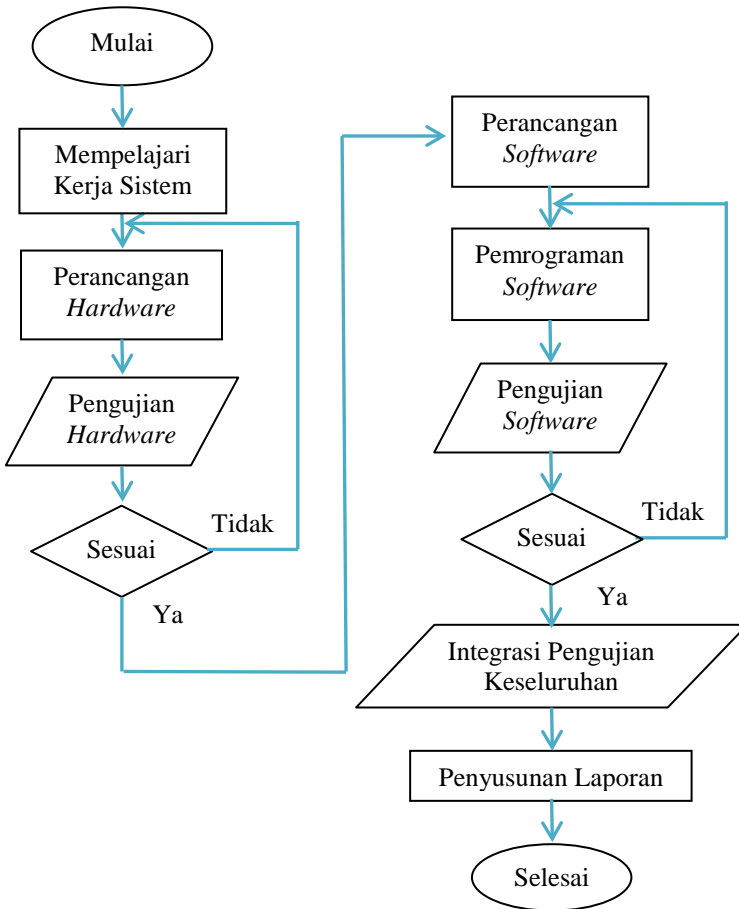 Mulai
Mempelajari
Kerja Sistem
Perancangan
Hardware
Pengujian
Hardware
Sesuai
Tidak
Ya
Perancangan
Software
Pemrograman
Software
Pengujian
Software
Sesuai
Tidak
Ya
Integrasi Pengujian
Keseluruhan
Penyusunan Laporan
Selesai